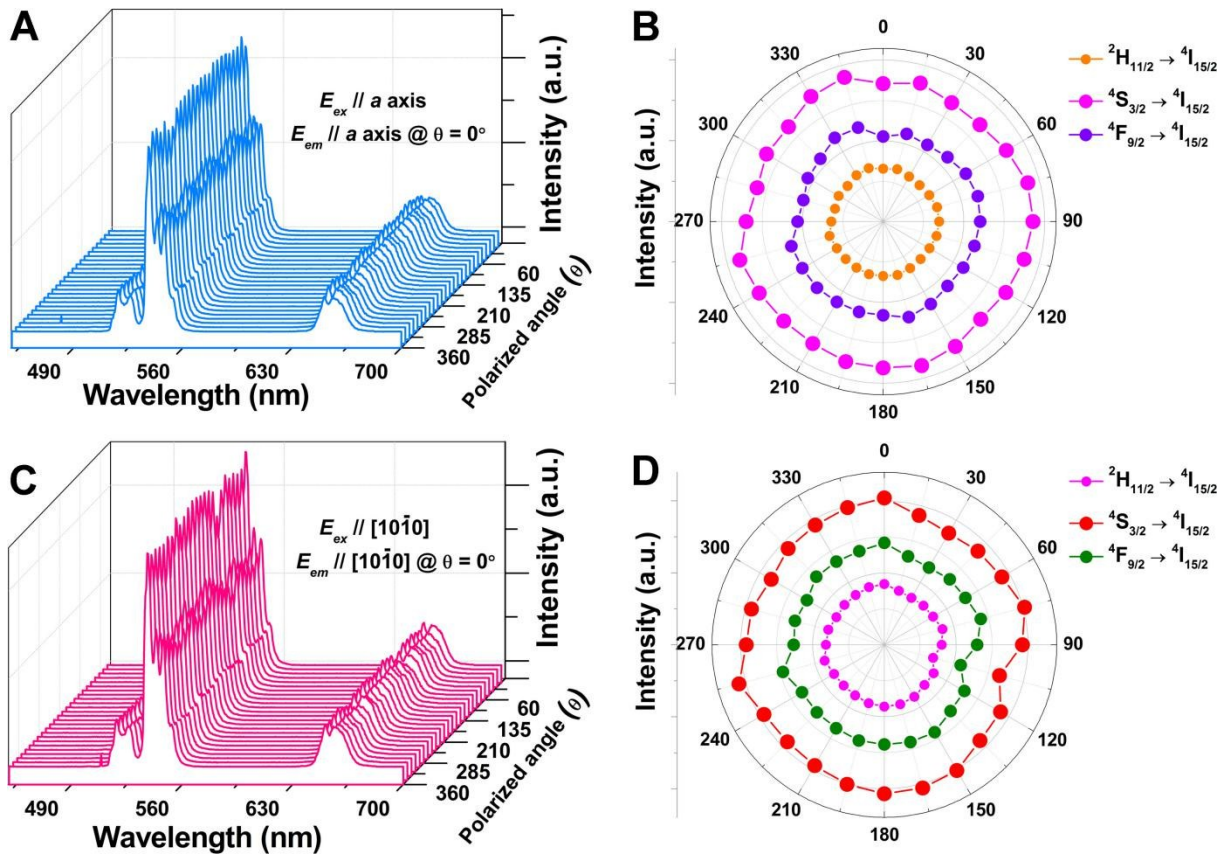 A
E_ex // a axis
E_em // a axis @ θ = 0°
Intensity (a.u.)
60
135
210
285
360
Polarized angle (θ)
490
560
630
700
Wavelength (nm)
B
0
30
60
90
120
150
180
210
240
270
300
330
Intensity (a.u.)
²H₁₁/₂ → ⁴I₁₅/₂
⁴S₃/₂ → ⁴I₁₅/₂
⁴F₉/₂ → ⁴I₁₅/₂
C
E_ex // [101̅0]
E_em // [101̅0] @ θ = 0°
Intensity (a.u.)
60
135
210
285
360
Polarized angle (θ)
490
560
630
700
Wavelength (nm)
D
0
30
60
90
120
150
180
210
240
270
300
330
Intensity (a.u.)
²H₁₁/₂ → ⁴I₁₅/₂
⁴S₃/₂ → ⁴I₁₅/₂
⁴F₉/₂ → ⁴I₁₅/₂